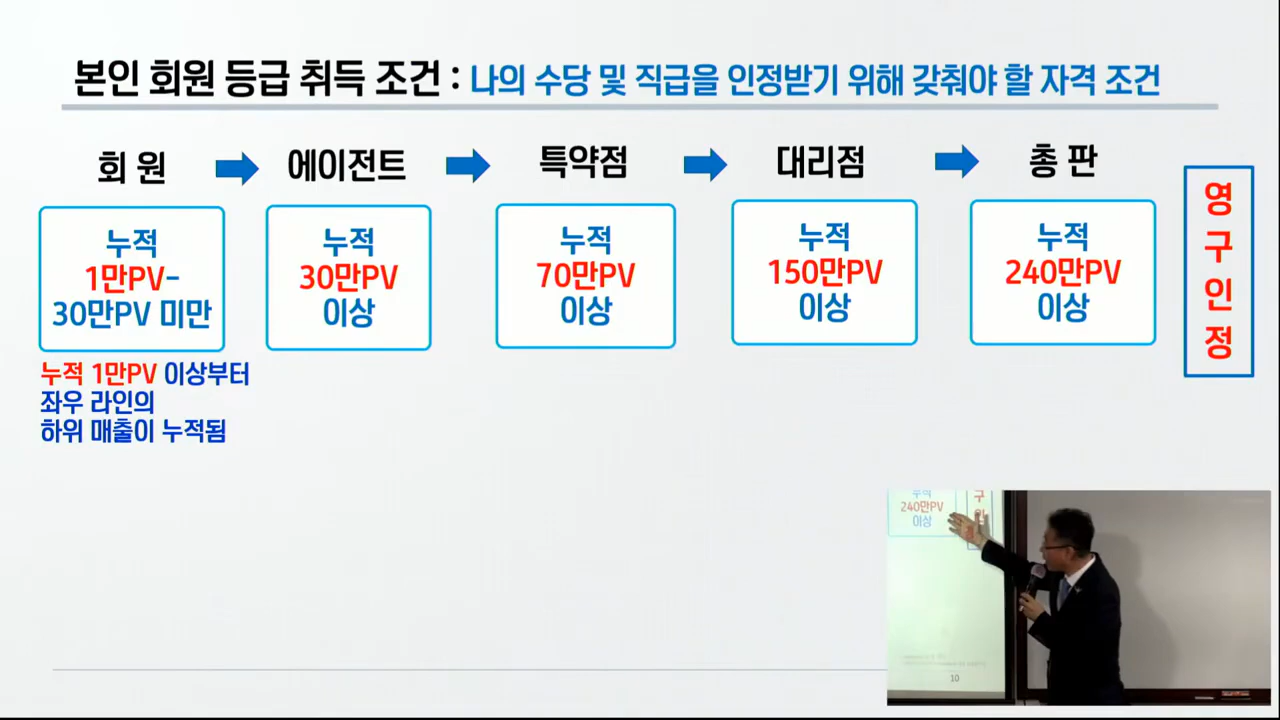 본인 회원 등급 취득 조건 : 나의 수당 및 직급을 인정받기 위해 갖춰야 할 자격 조건
회 원
에이전트
특약점
대리점
총 판
누적
1만PV-
30만PV 미만
누적
30만PV
이상
누적
70만PV
이상
누적
150만PV
이상
누적
240만PV
이상
영
구
인
정
누적 1만PV 이상부터
좌우 라인의
하위 매출이 누적됨
누적
240만PV
이상
구
인
10